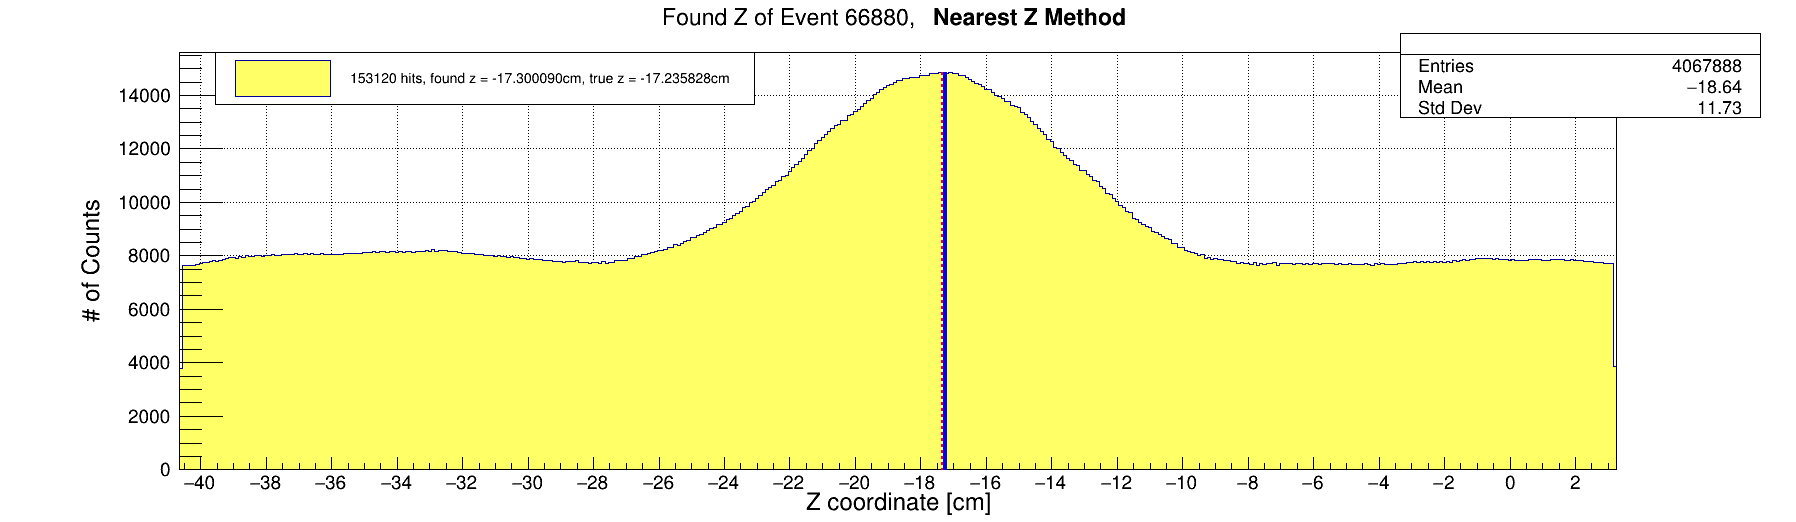 Found Z of Event 66880, Nearest Z Method
153120 hits, found z = -17.300090cm, true z = -17.235828cm
Entries 4067888
Mean −18.64
Std Dev 11.73
# of Counts
14000
12000
10000
8000
6000
4000
2000
0
−40 −38 −36 −34 −32 −30 −28 −26 −24 −22 −20 −18 −16 −14 −12 −10 −8 −6 −4 −2 0 2
Z coordinate [cm]